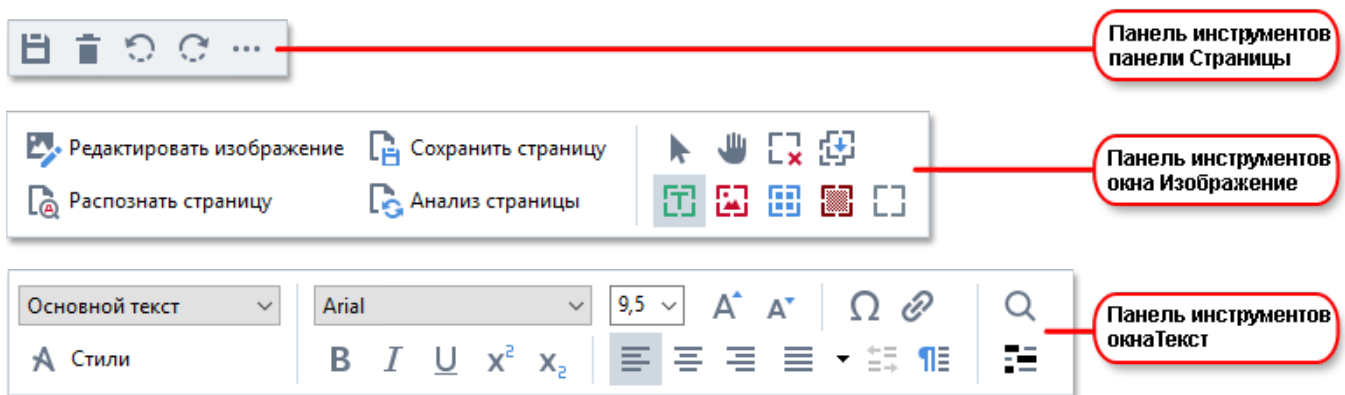 Панель инструментов
панели Страницы
Редактировать изображение
Сохранить страницу
Распознать страницу
Анализ страницы
Панель инструментов
окна Изображение
Основной текст
Arial
9,5
Стили
Панель инструментов
окнаТекст